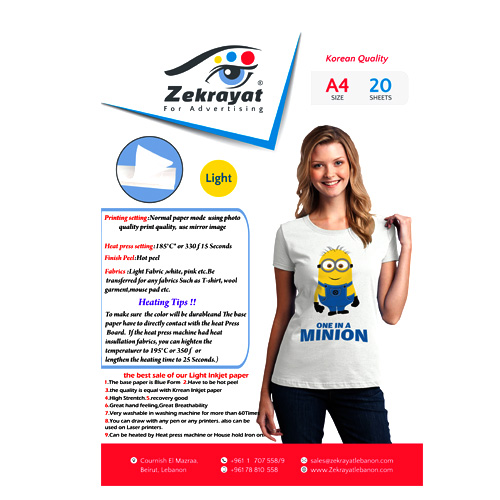 Korean Quality
Zekrayat ®
For Advertising
A4 20
SIZE SHEETS
Light
Printing setting:Normal paper mode using photo
quality print quality, use mirror image
Heat press setting:185°C" or 330 f 15 Seconds
Finish Peel:Hot peel
Fabrics :Light Fabric ,white, pink etc.Be
transferred for any fabrics Such as T-shirt, wool
garment,mouse pad etc.
Heating Tips !!
To make sure the color will be durableand The base
paper have to directly contact with the heat Press
Board. If the heat press machine had heat
insullation fabrics, you can highten the
temperaturer to 195°C or 350 f or
lengthen the heating time to 25 Seconds.)
ONE IN A
MINION
the best sale of our Light Inkjet paper
1.The base paper is Blue Form 2.Have to be hot peel
3.the quality is equai with Krrean Inkjet paper
4.High Strentch.5.recovery good
6.Great hand feeling,Great Breathability
7.Very washable in washing machine for more than 60Times
8.You can draw with any pen or any printers. also can be
used on Laser printers.
9.Can be heated by Heat press machine or House hold Iron on
Cournish El Mazraa, +961 1 707 558/9 sales@zekrayatlebanon.com
Beirut, Lebanon +961 78 810 558 www.Zekrayatlebanon.com